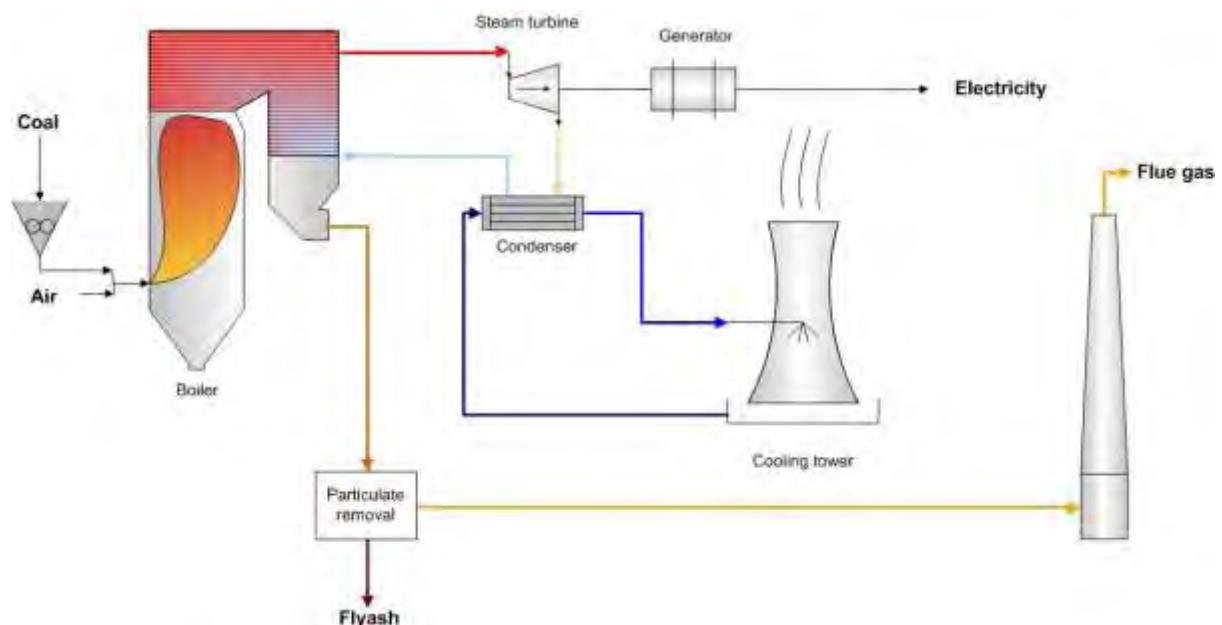 Steam turbine
Generator
Electricity
Coal
Flue gas
Condenser
Air
Boiler
Cooling tower
Particulate
removal
Flyash